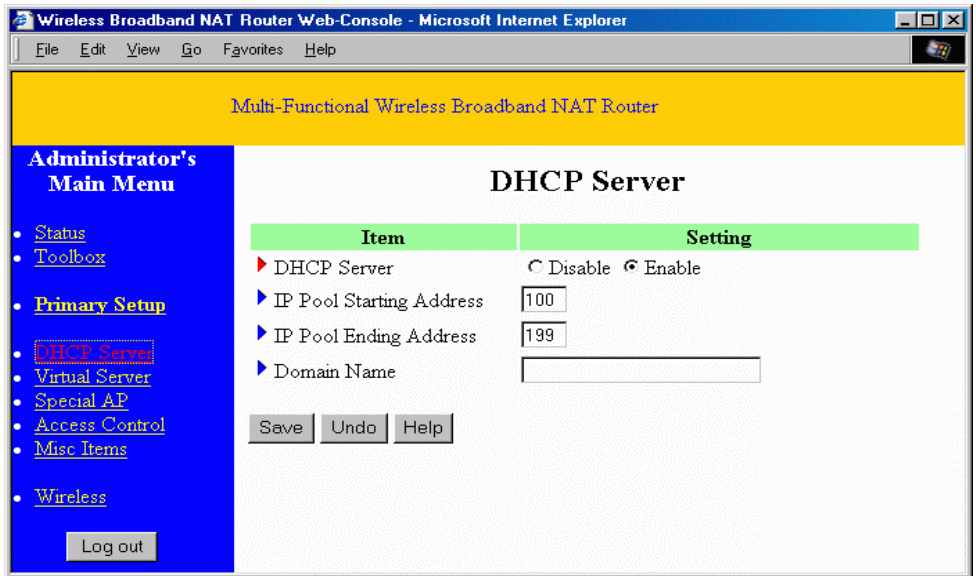 Wireless Broadband NAT Router Web-Console - Microsoft Internet Explorer
File Edit View Go Favorites Help
Multi-Functional Wireless Broadband NAT Router
Administrator's
Main Menu
Status
Toolbox
Primary Setup
DHCP Server
Virtual Server
Special AP
Access Control
Misc Items
Wireless
Log out
DHCP Server
Item Setting
DHCP Server Disable Enable
IP Pool Starting Address 100
IP Pool Ending Address 199
Domain Name
Save Undo Help